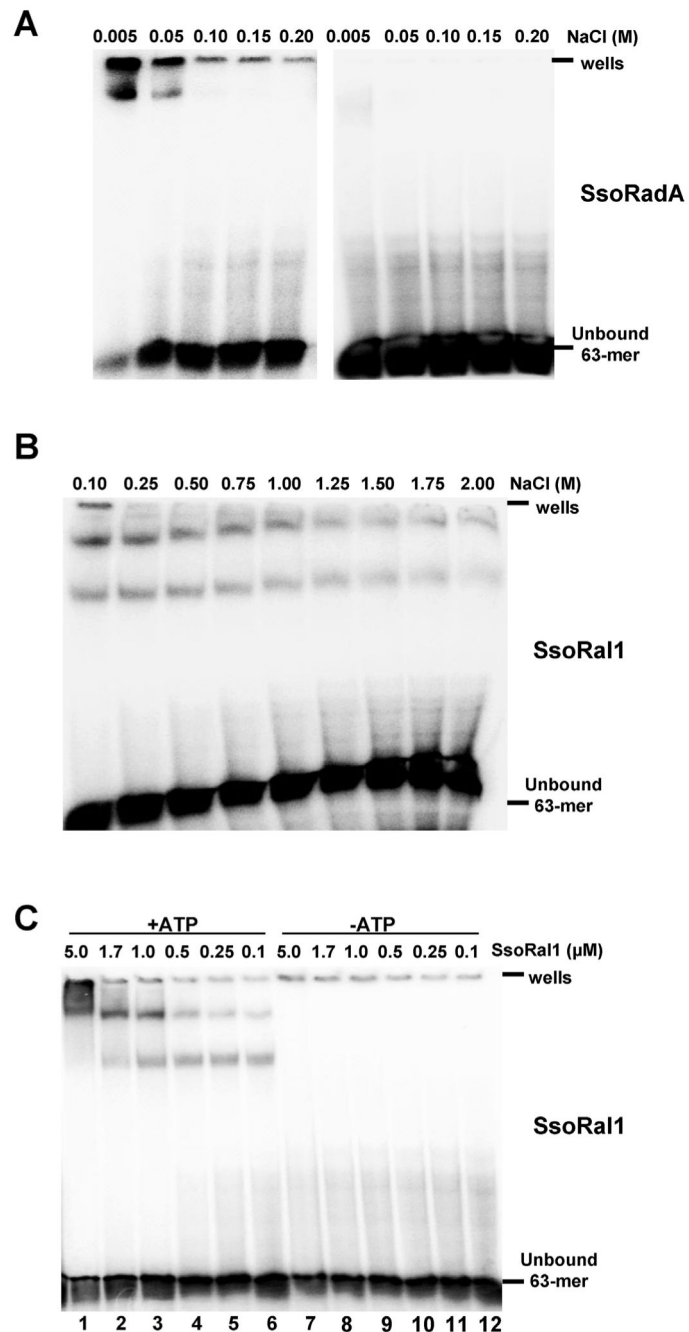 A
0.005 0.05 0.10 0.15 0.20 0.005 0.05 0.10 0.15 0.20 NaCl (M)
wells
SsoRadA
Unbound
63-mer
B
0.10 0.25 0.50 0.75 1.00 1.25 1.50 1.75 2.00 NaCl (M)
wells
SsoRal1
Unbound
63-mer
C
+ATP -ATP
5.0 1.7 1.0 0.5 0.25 0.1 5.0 1.7 1.0 0.5 0.25 0.1 SsoRal1 (µM)
wells
SsoRal1
Unbound
63-mer
1 2 3 4 5 6 7 8 9 10 11 12